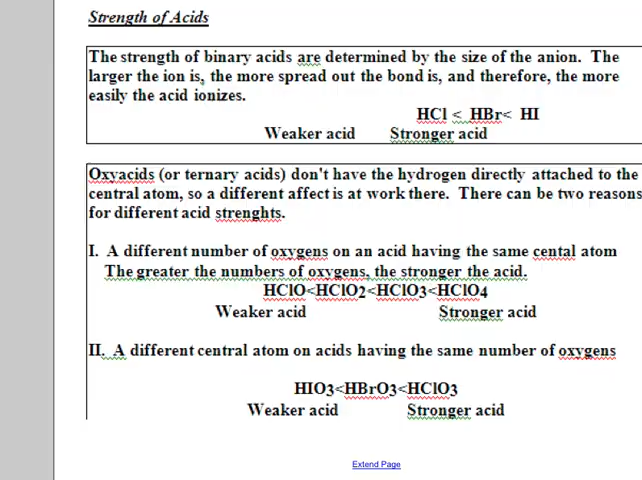 Strength of Acids
The strength of binary acids are determined by the size of the anion. The
larger the ion is, the more spread out the bond is, and therefore, the more
easily the acid ionizes.
HCl < HBr< HI
Weaker acid Stronger acid
Oxyacids (or ternary acids) don't have the hydrogen directly attached to the
central atom, so a different affect is at work there. There can be two reasons
for different acid strenghts.
I. A different number of oxygens on an acid having the same cental atom
The greater the numbers of oxygens, the stronger the acid.
HClO<HClO2<HClO3<HClO4
Weaker acid Stronger acid
II. A different central atom on acids having the same number of oxygens
HIO3<HBrO3<HClO3
Weaker acid Stronger acid
Extend Page